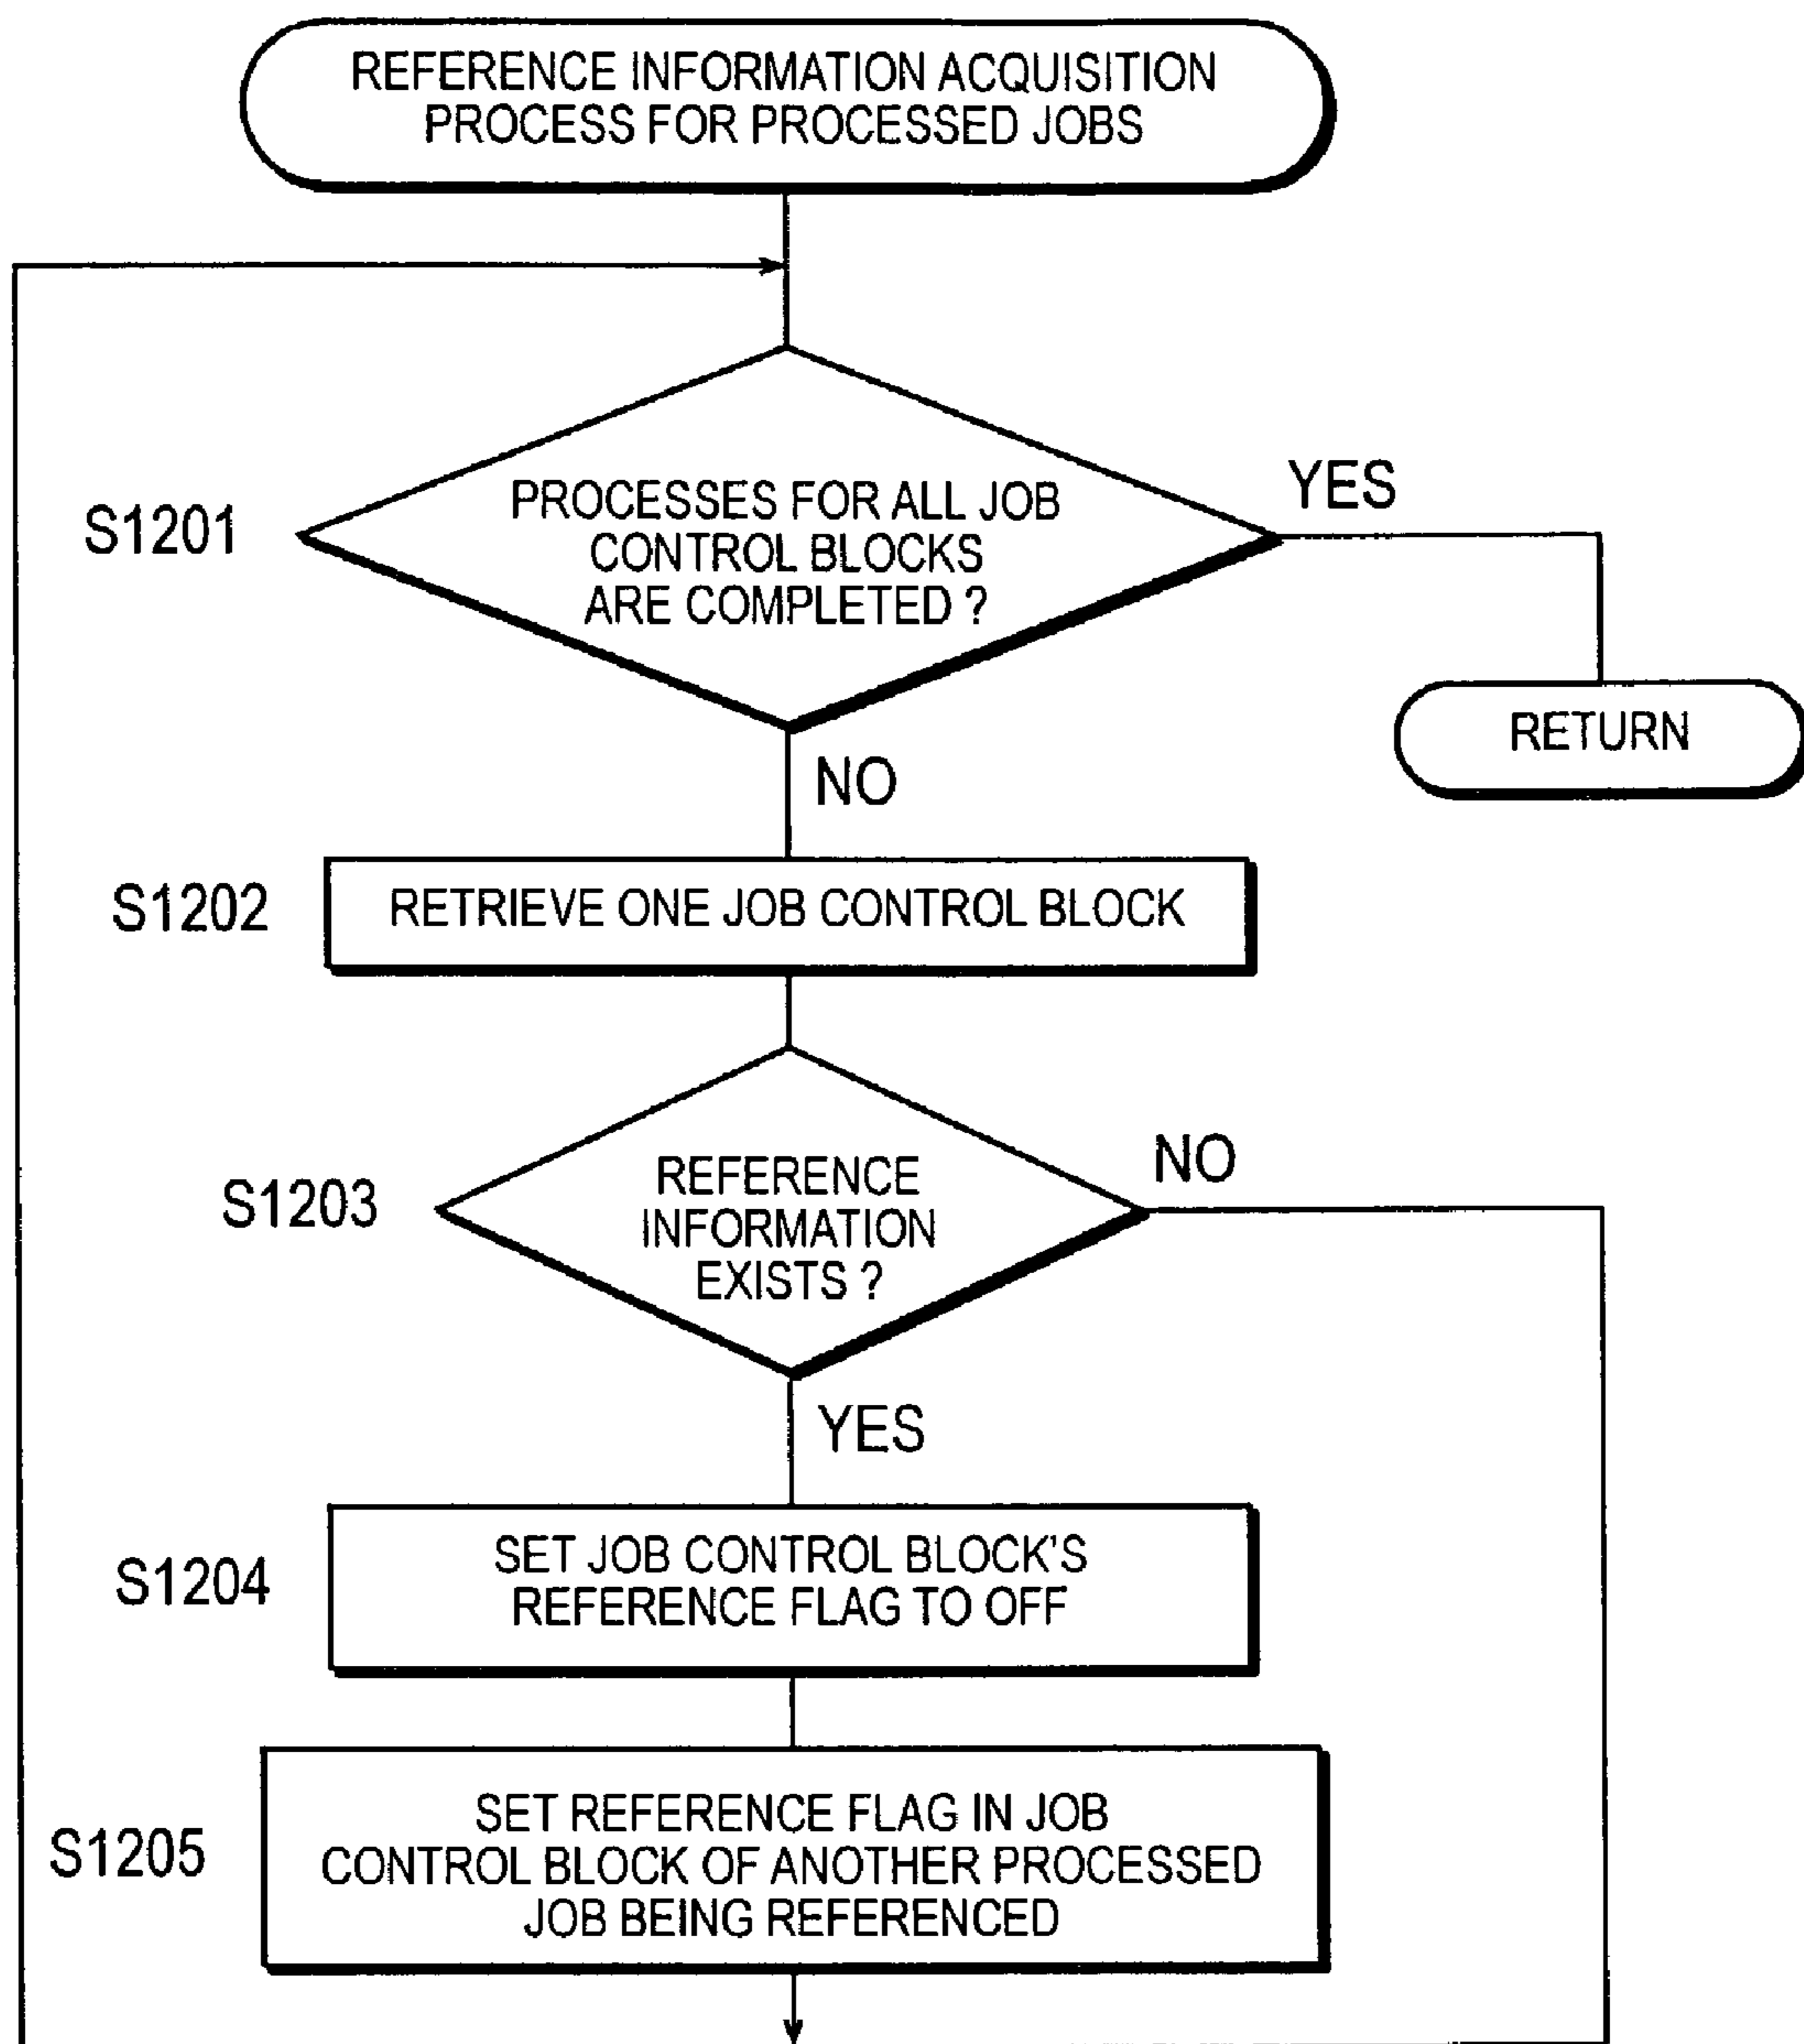 REFERENCE INFORMATION ACQUISITION
PROCESS FOR PROCESSED JOBS
S1201
PROCESSES FOR ALL JOB
CONTROL BLOCKS
ARE COMPLETED ?
YES
RETURN
NO
S1202
RETRIEVE ONE JOB CONTROL BLOCK
S1203
REFERENCE
INFORMATION
EXISTS ?
NO
YES
S1204
SET JOB CONTROL BLOCK'S
REFERENCE FLAG TO OFF
S1205
SET REFERENCE FLAG IN JOB
CONTROL BLOCK OF ANOTHER PROCESSED
JOB BEING REFERENCED